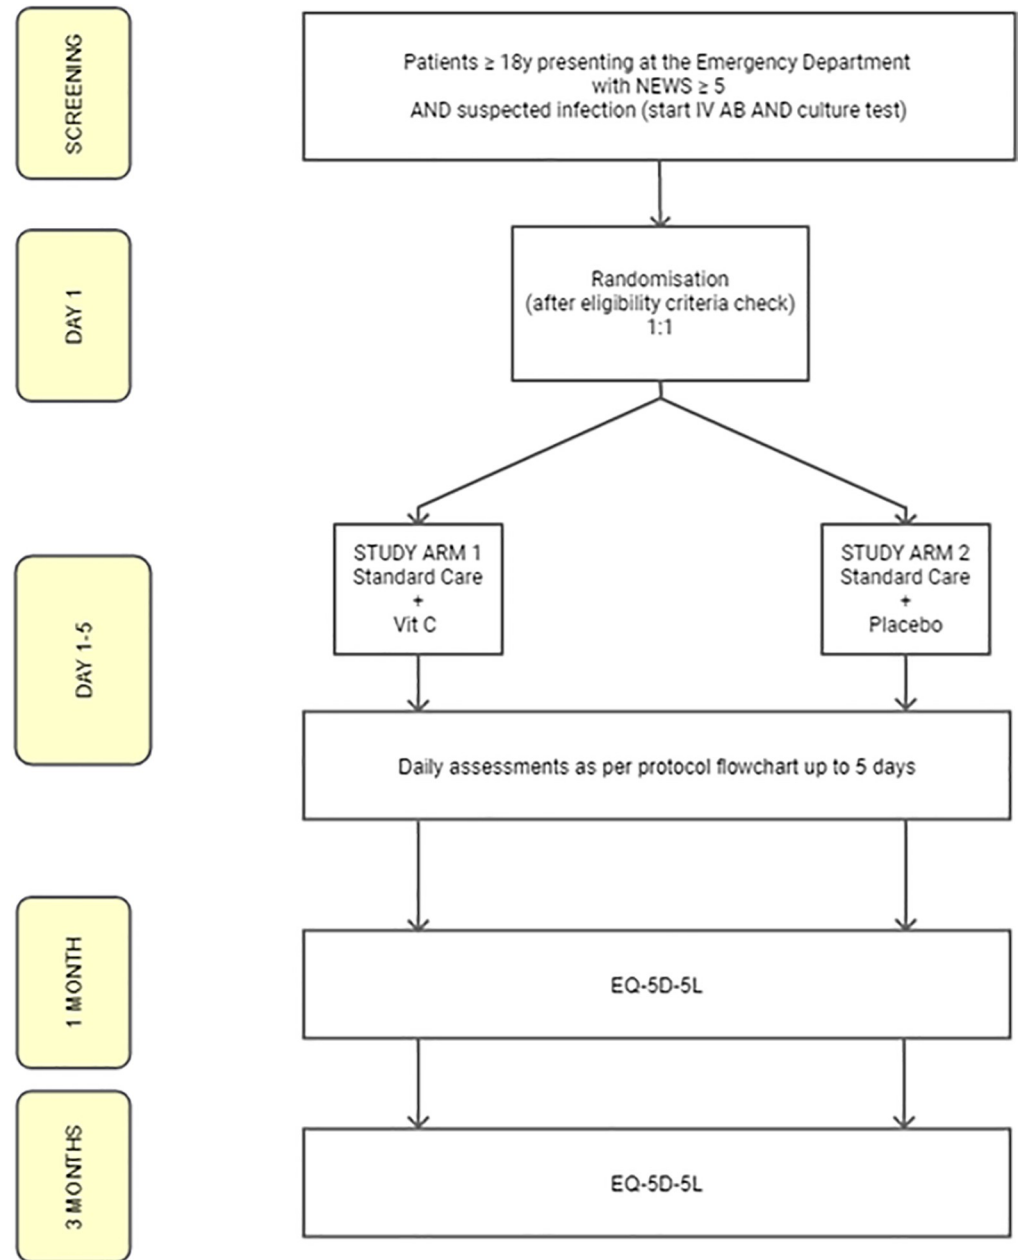 SCREENING
Patients ≥ 18y presenting at the Emergency Department
with NEWS ≥ 5
AND suspected infection (start IV AB AND culture test)
DAY 1
Randomisation
(after eligibility criteria check)
1:1
DAY 1-5
STUDY ARM 1
Standard Care
+
Vit C
STUDY ARM 2
Standard Care
+
Placebo
Daily assessments as per protocol flowchart up to 5 days
1 MONTH
EQ-5D-5L
3 MONTHS
EQ-5D-5L